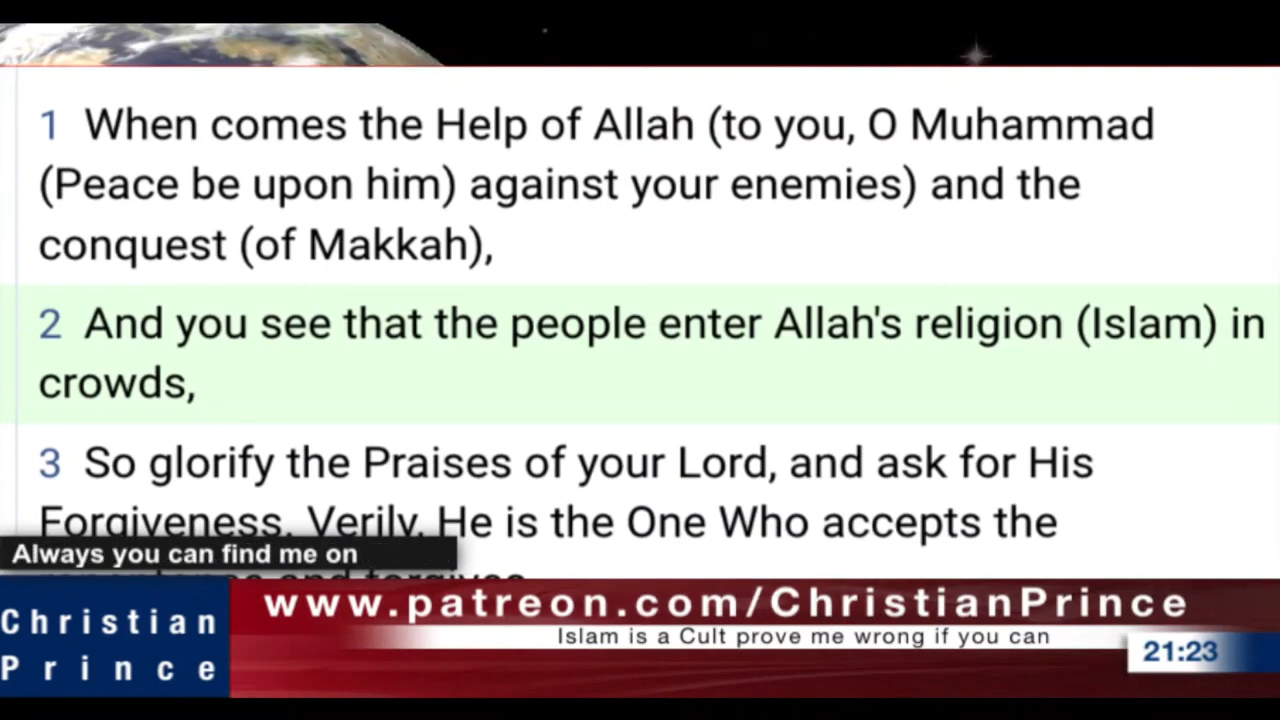 1 When comes the Help of Allah (to you, O Muhammad
(Peace be upon him) against your enemies) and the
conquest (of Makkah),
2 And you see that the people enter Allah's religion (Islam) in
crowds,
3 So glorify the Praises of your Lord, and ask for His
Forgiveness. Verily, He is the One Who accepts the
and forgives
Always you can find me on
Christian
Prince
www.patreon.com/ChristianPrince
Islam is a Cult prove me wrong if you can
21:23